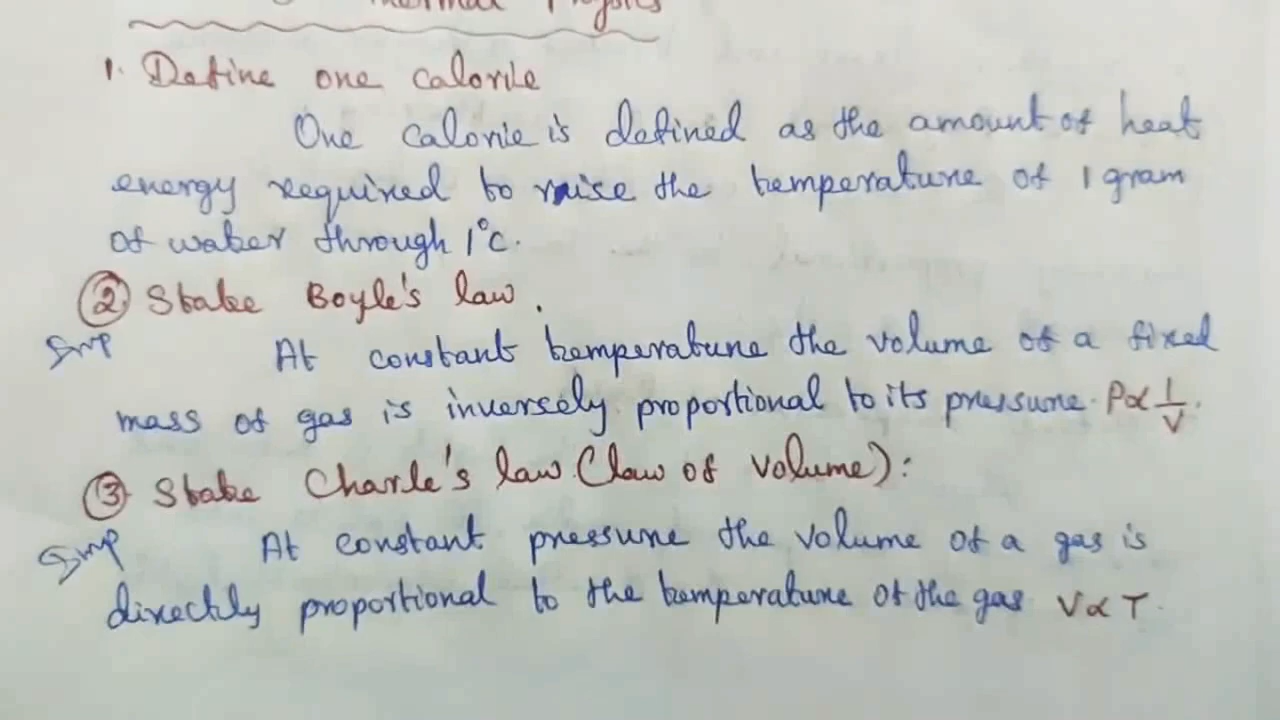 Thermal Physics
1. Define one calorie
One calorie is defined as the amount of heat
energy required to raise the temperature of 1 gram
of water through 1°C.
② State Boyle's law.
Imp
At constant temperature the volume of a fixed
mass of gas is inversely proportional to its pressure. P∝ 1/V.
③ State Charle's law (law of volume):
Imp
At constant pressure the volume of a gas is
directly proportional to the temperature of the gas V∝ T.